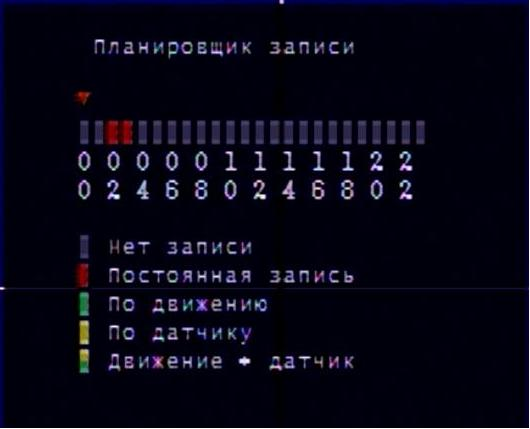 Планировщик записи
0 0 0 0 0 1 1 1 1 1 2 2
0 2 4 6 8 0 2 4 6 8 0 2
Нет записи
Постоянная запись
По движению
По датчику
Движение + датчик